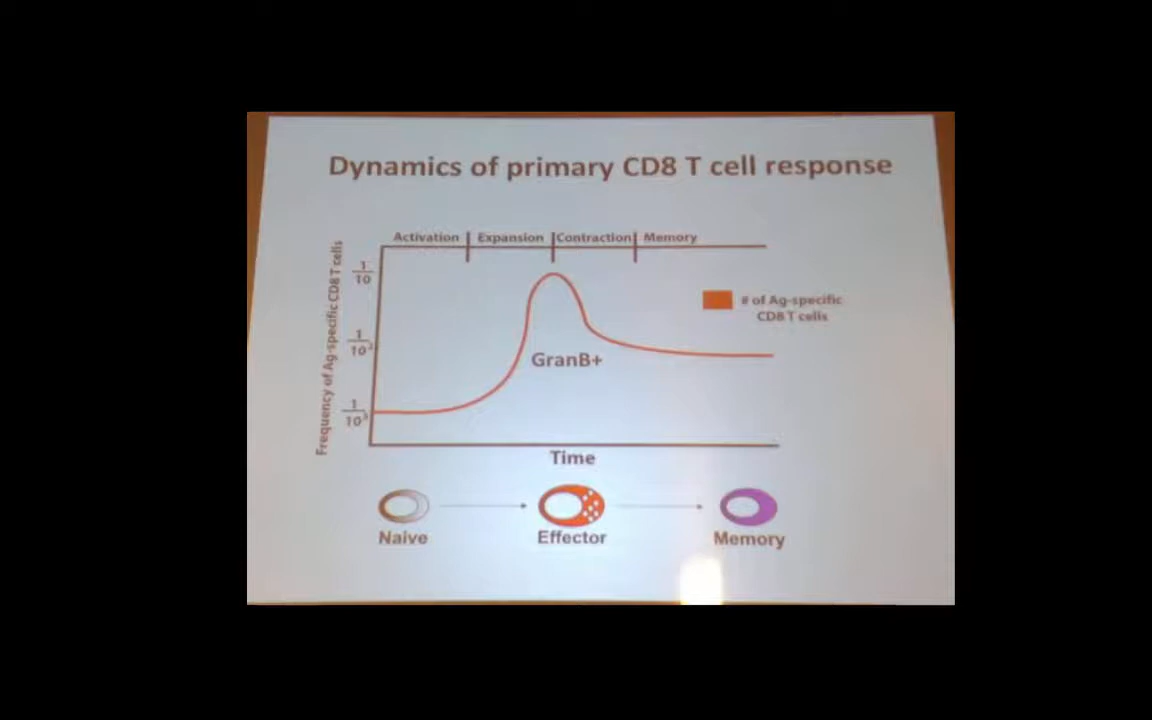 Dynamics of primary CD8 T cell response
Activation Expansion Contraction Memory
Frequency of Ag-specific CD8 T cells
1
10
1
10²
1
10⁵
# of Ag-specific
CD8 T cells
GranB+
Time
Naive Effector Memory